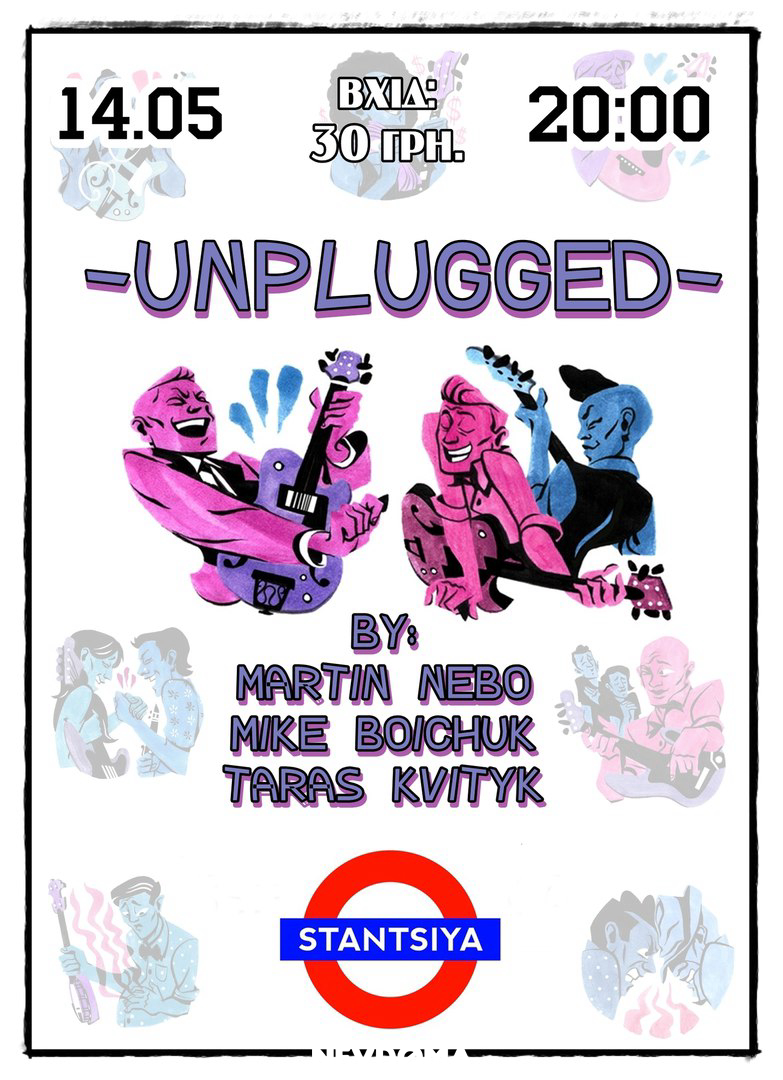 14.05
ВХІД:
30 ГРН.
20:00
-UNPLUGGED-
BY:
MARTIN NEBO
MIKE BOICHUK
TARAS KVITYK
STANTSIYA